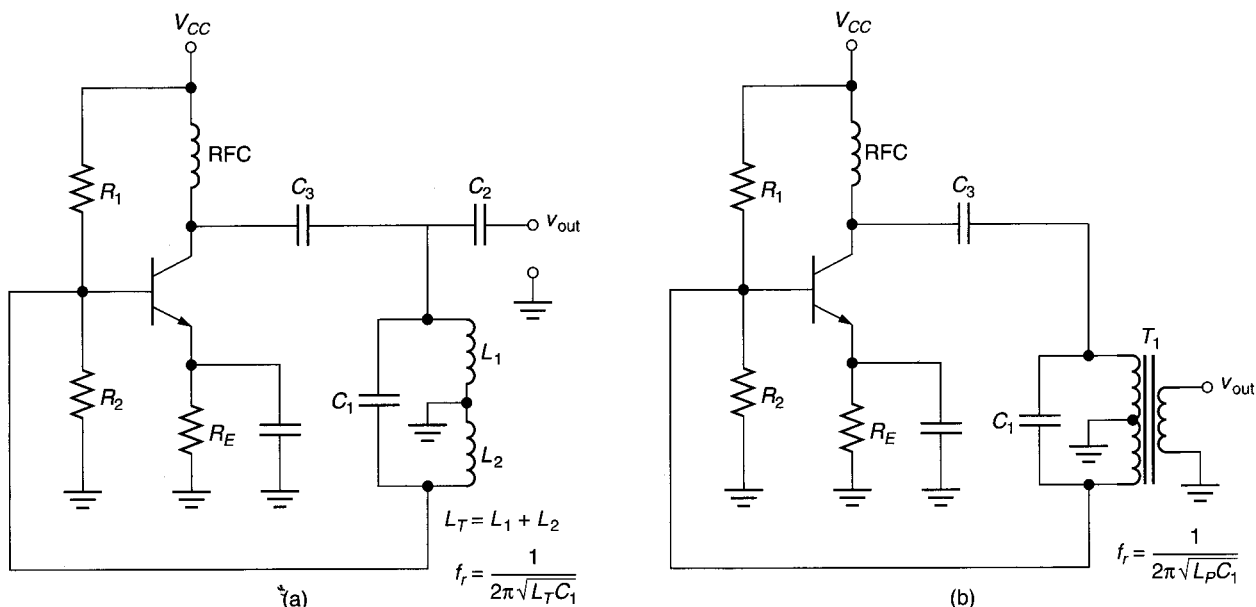 V_CC
RFC
R_1
C_3
C_2
v_out
R_2
R_E
C_1
L_1
L_2
L_T = L_1 + L_2
f_r = 1 / 2π√L_T C_1
(a)
V_CC
RFC
R_1
C_3
R_2
R_E
C_1
T_1
v_out
f_r = 1 / 2π√L_P C_1
(b)